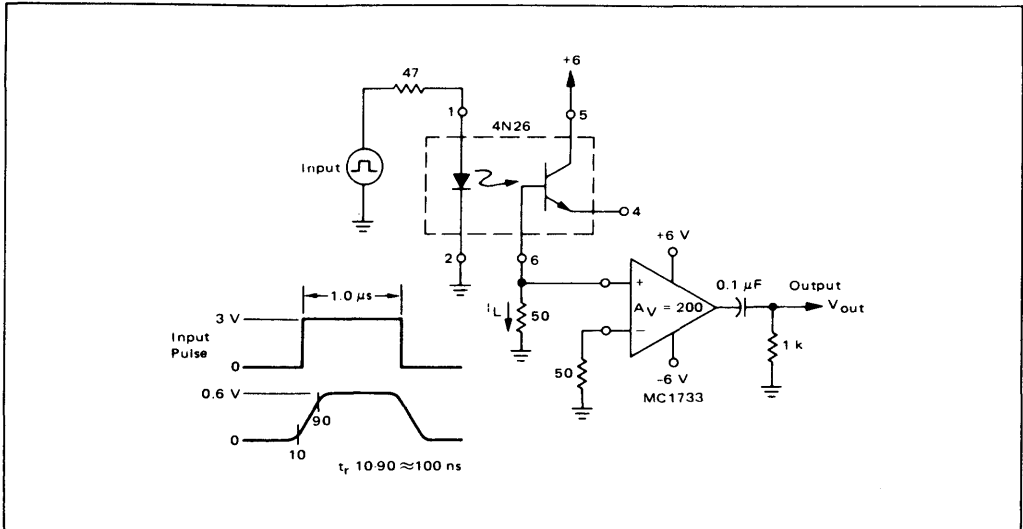 +6
47
1
5
4N26
Input
4
2
6
+6 V
+
A_V = 200
−
0.1 μF
Output
V_out
I_L
50
50
1 k
-6 V
MC1733
1.0 μs
3 V
Input
Pulse
0
0.6 V
90
0
10
t_r 10-90 ≈100 ns